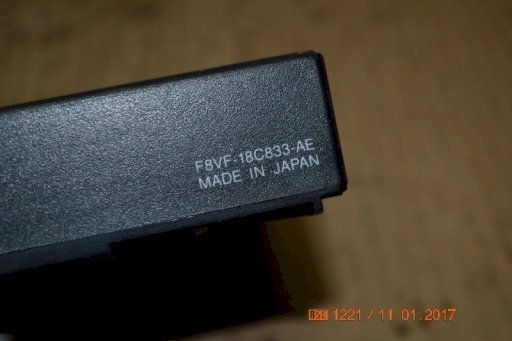 F8VF-18C833-AE
MADE IN JAPAN
1221 / 11 01.2017